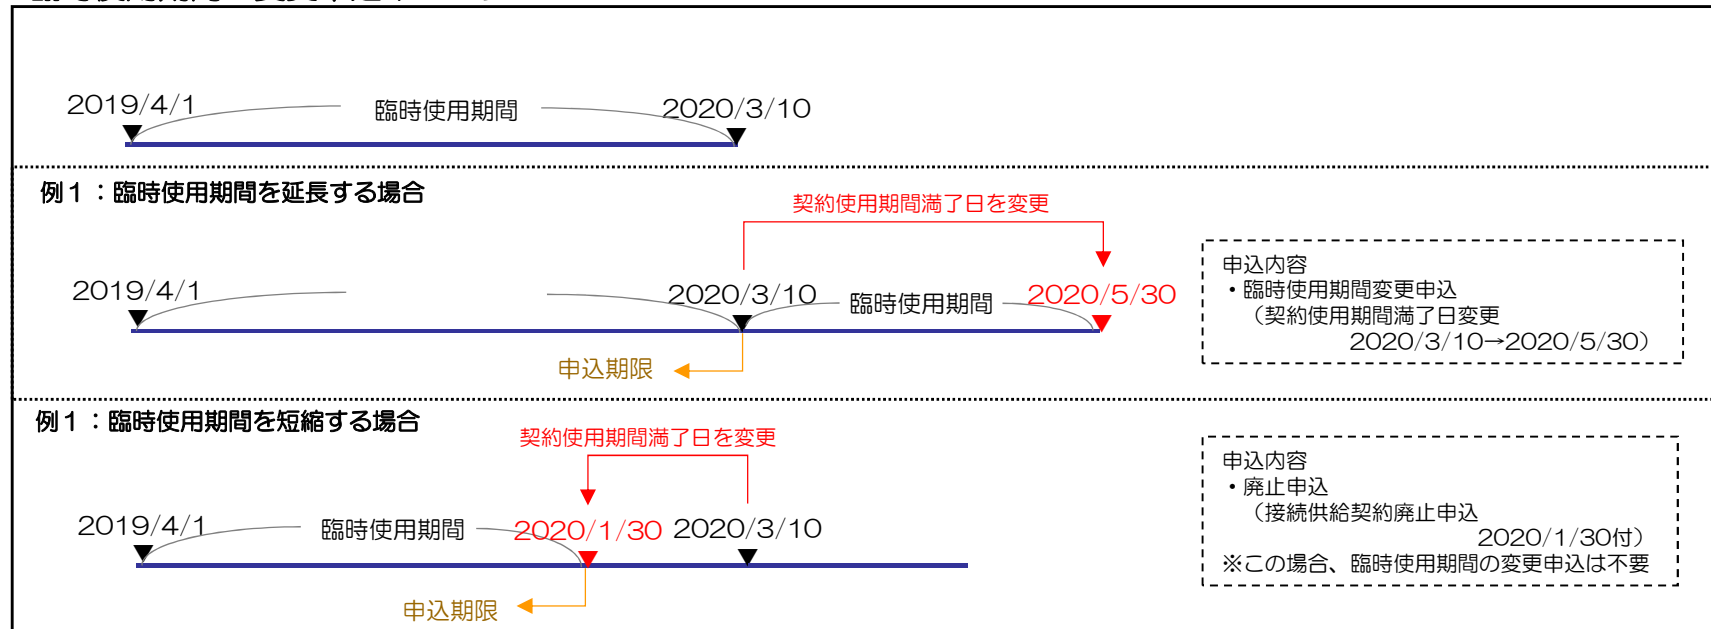 2019/4/1 臨時使用期間 2020/3/10
例1：臨時使用期間を延長する場合
契約使用期間満了日を変更
2019/4/1 2020/3/10 臨時使用期間 2020/5/30
申込期限
申込内容
・臨時使用期間変更申込
（契約使用期間満了日変更
2020/3/10→2020/5/30）
例1：臨時使用期間を短縮する場合
契約使用期間満了日を変更
2019/4/1 臨時使用期間 2020/1/30 2020/3/10
申込期限
申込内容
・廃止申込
（接続供給契約廃止申込
2020/1/30付）
※この場合、臨時使用期間の変更申込は不要